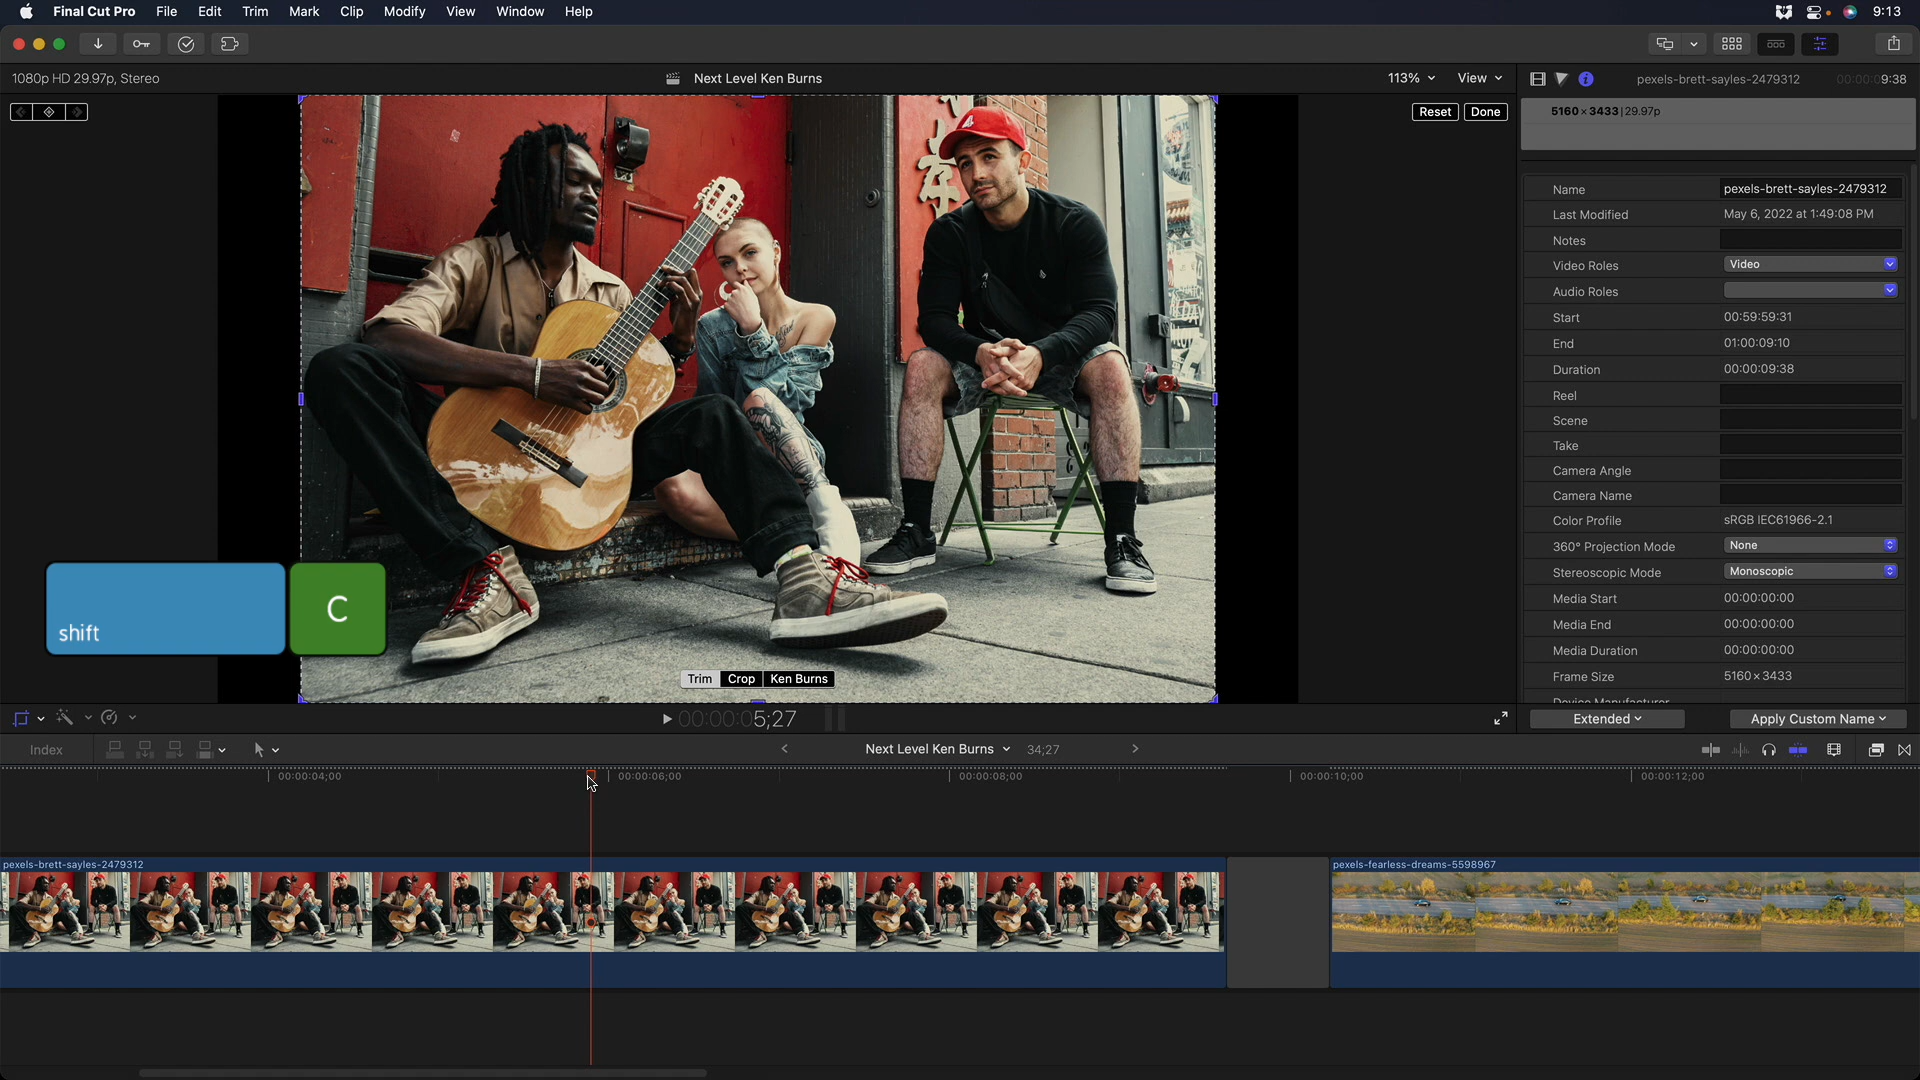 Final Cut Pro File Edit Trim Mark Clip Modify View Window Help 9:13
1080p HD 29.97p, Stereo
Next Level Ken Burns
113% View
pexels-brett-sayles-2479312 00:00:09:38
Reset Done
5160 × 3433 | 29.97p
Name pexels-brett-sayles-2479312
Last Modified May 6, 2022 at 1:49:08 PM
Notes
Video Roles Video
Audio Roles
Start 00:59:59:31
End 01:00:09:10
Duration 00:00:09:38
Reel
Scene
Take
Camera Angle
Camera Name
Color Profile sRGB IEC61966-2.1
360° Projection Mode None
Stereoscopic Mode Monoscopic
Media Start 00:00:00:00
Media End 00:00:00:00
Media Duration 00:00:00:00
Frame Size 5160 × 3433
Device Manufacturer
shift C
Trim Crop Ken Burns
00:00:05;27
Extended Apply Custom Name
Index
Next Level Ken Burns 34;27
00:00:04;00 00:00:06;00 00:00:08;00 00:00:10;00 00:00:12;00
pexels-brett-sayles-2479312 pexels-fearless-dreams-5598967